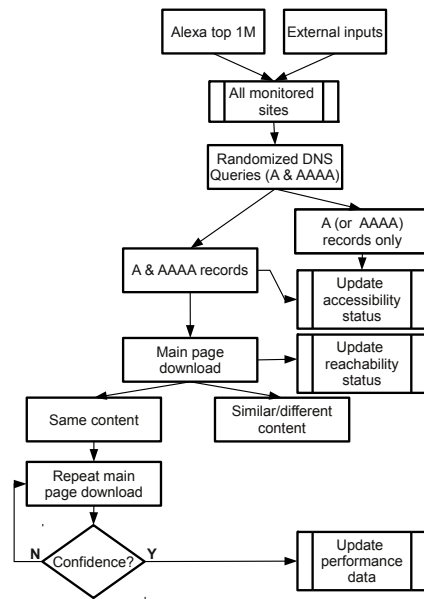 Alexa top 1M
External inputs
All monitored
sites
Randomized DNS
Queries (A & AAAA)
A (or AAAA)
records only
A & AAAA records
Update
accessibility
status
Main page
download
Update
reachability
status
Same content
Similar/different
content
Repeat main
page download
N
Confidence?
Y
Update
performance
data